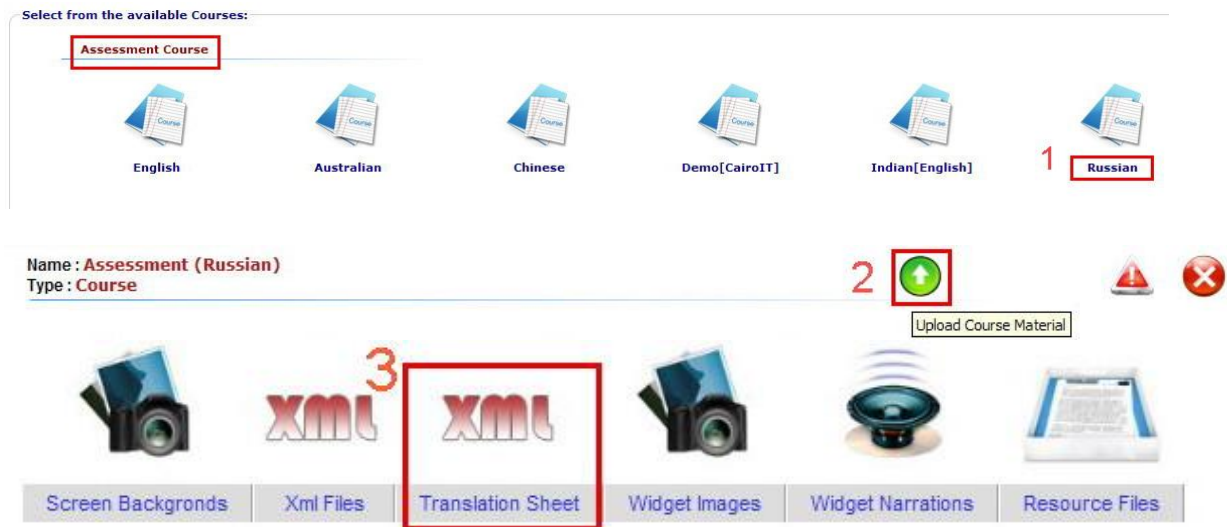 Select from the available Courses:
Assessment Course
Course Course Course Course Course Course
English Australian Chinese Demo[CairoIT] Indian[English] 1 Russian
Name : Assessment (Russian)
Type : Course
2
Upload Course Material
3
XML XML
Screen Backgronds Xml Files Translation Sheet Widget Images Widget Narrations Resource Files